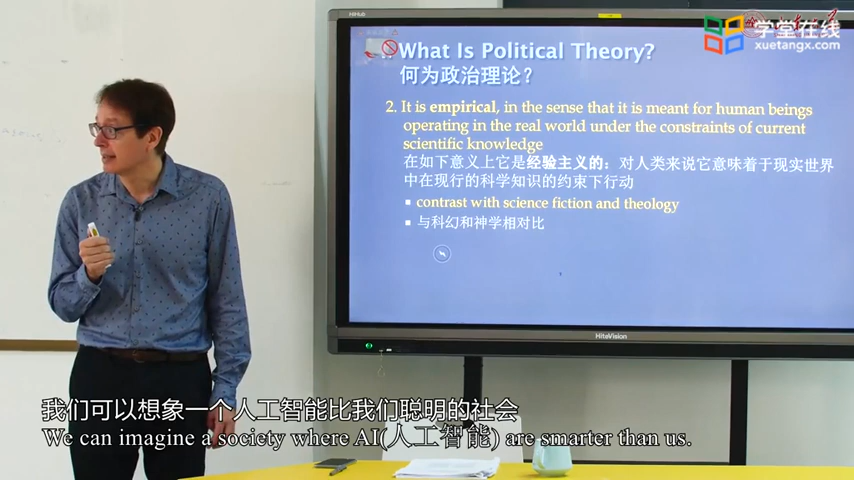 HiteVision
学堂在线
xuetangx.com
What Is Political Theory?
何为政治理论？
2. It is empirical, in the sense that it is meant for human beings
operating in the real world under the constraints of current
scientific knowledge
在如下意义上它是经验主义的：对人类来说它意味着于现实世界
中在现行的科学知识的约束下行动
▪ contrast with science fiction and theology
▪ 与科幻和神学相对比
HiteVision
我们可以想象一个人工智能比我们聪明的社会
We can imagine a society where AI(人工智能) are smarter than us.